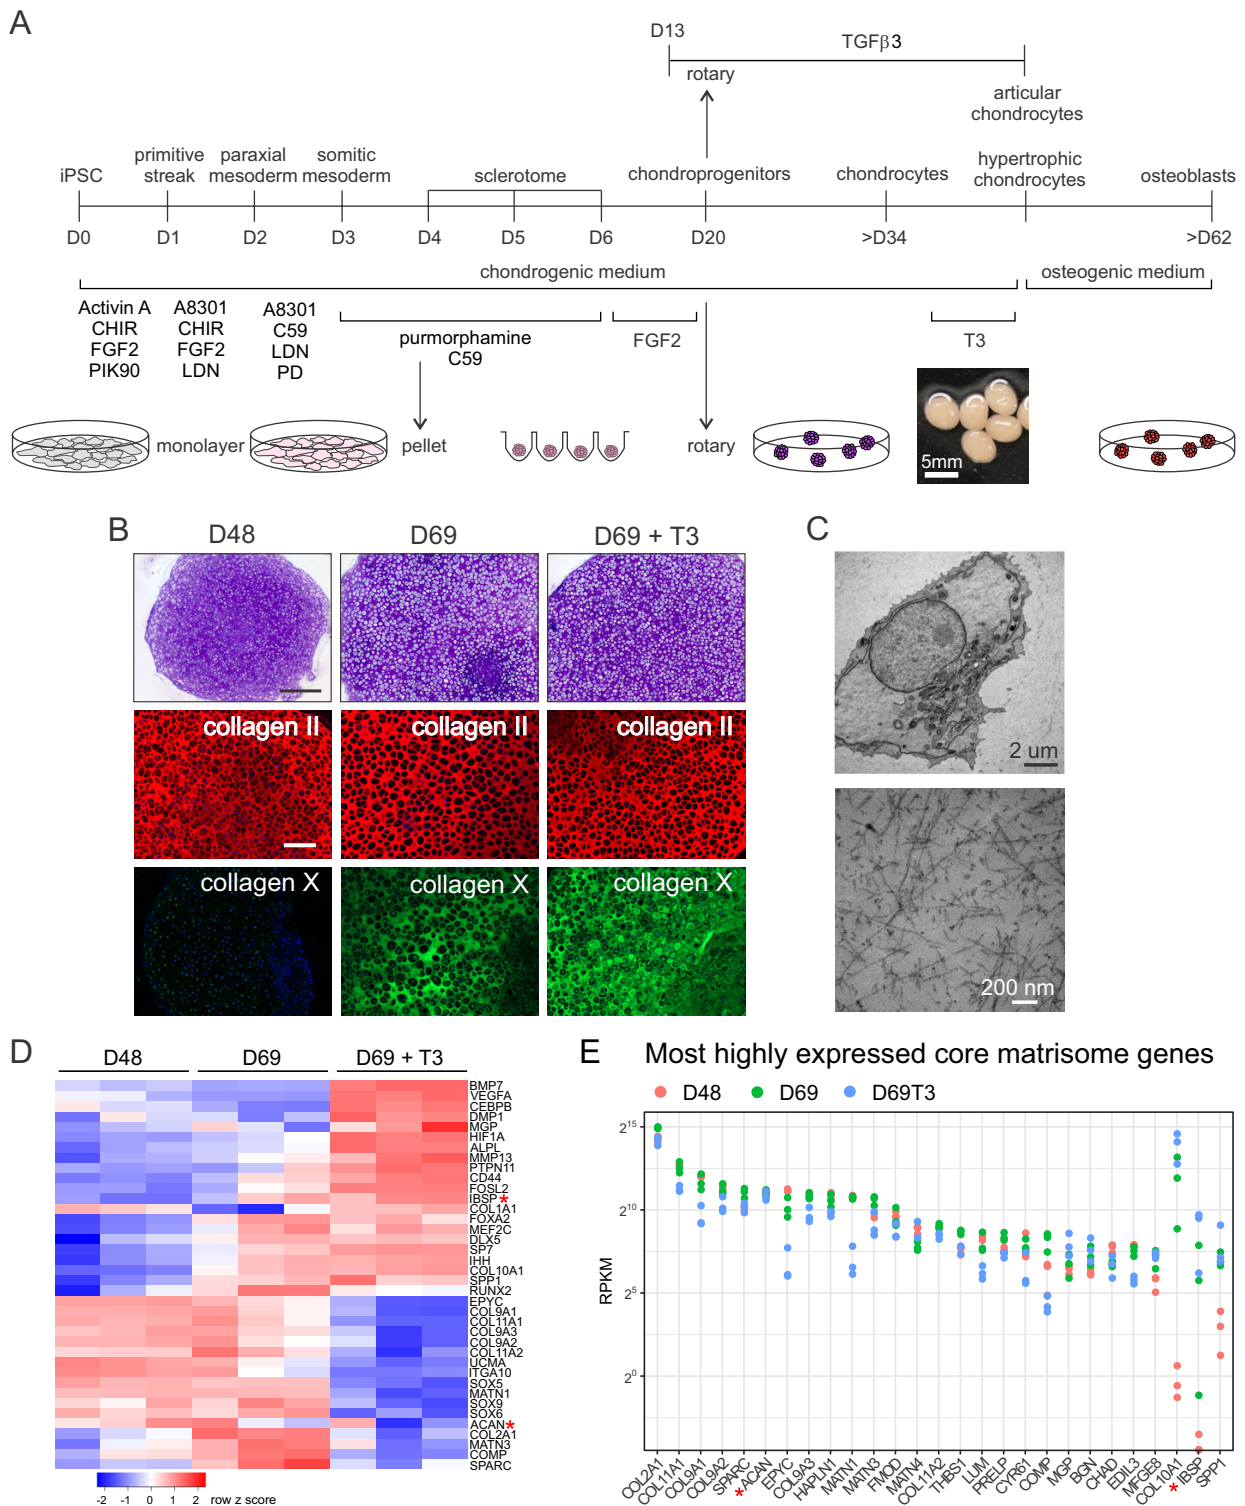 A
D13
TGFβ3
rotary
articular
chondrocytes
iPSC
primitive
streak
paraxial
mesoderm
somitic
mesoderm
sclerotome
chondroprogenitors
chondrocytes
hypertrophic
chondrocytes
osteoblasts
D0 D1 D2 D3 D4 D5 D6 D20 >D34 >D62
chondrogenic medium
osteogenic medium
Activin A
CHIR
FGF2
PIK90
A8301
CHIR
FGF2
LDN
A8301
C59
LDN
PD
purmorphamine
C59
FGF2
T3
monolayer
pellet
rotary
5mm
B
D48 D69 D69 + T3
collagen II collagen II collagen II
collagen X collagen X collagen X
C
2 um
200 nm
D
D48 D69 D69 + T3
BMP7
VEGFA
CEBPB
DMP1
MGP
HIF1A
ALPL
MMP13
PTPN11
CD44
FOSL2
IBSP*
COL1A1
FOXA2
MEF2C
DLX5
SP7
IHH
COL10A1
SPP1
RUNX2
EPYC
COL9A1
COL11A1
COL9A3
COL9A2
COL11A2
UCMA
ITGA10
SOX5
MATN1
SOX9
SOX6
ACAN*
COL2A1
MATN3
COMP
SPARC
-2 -1 0 1 2 row z score
E
Most highly expressed core matrisome genes
D48 D69 D69T3
RPKM
2^15
2^10
2^5
2^0
COL2A1
COL11A1
COL9A1
COL9A2
SPARC
*ACAN
EPYC
COL9A3
HAPLN1
MATN1
MATN3
FMOD
MATN4
COL11A2
THBS1
LUM
PRELP
CYR61
COMP
MGP
BGN
CHAD
EDIL3
MFGE8
COL10A1
*IBSP
SPP1